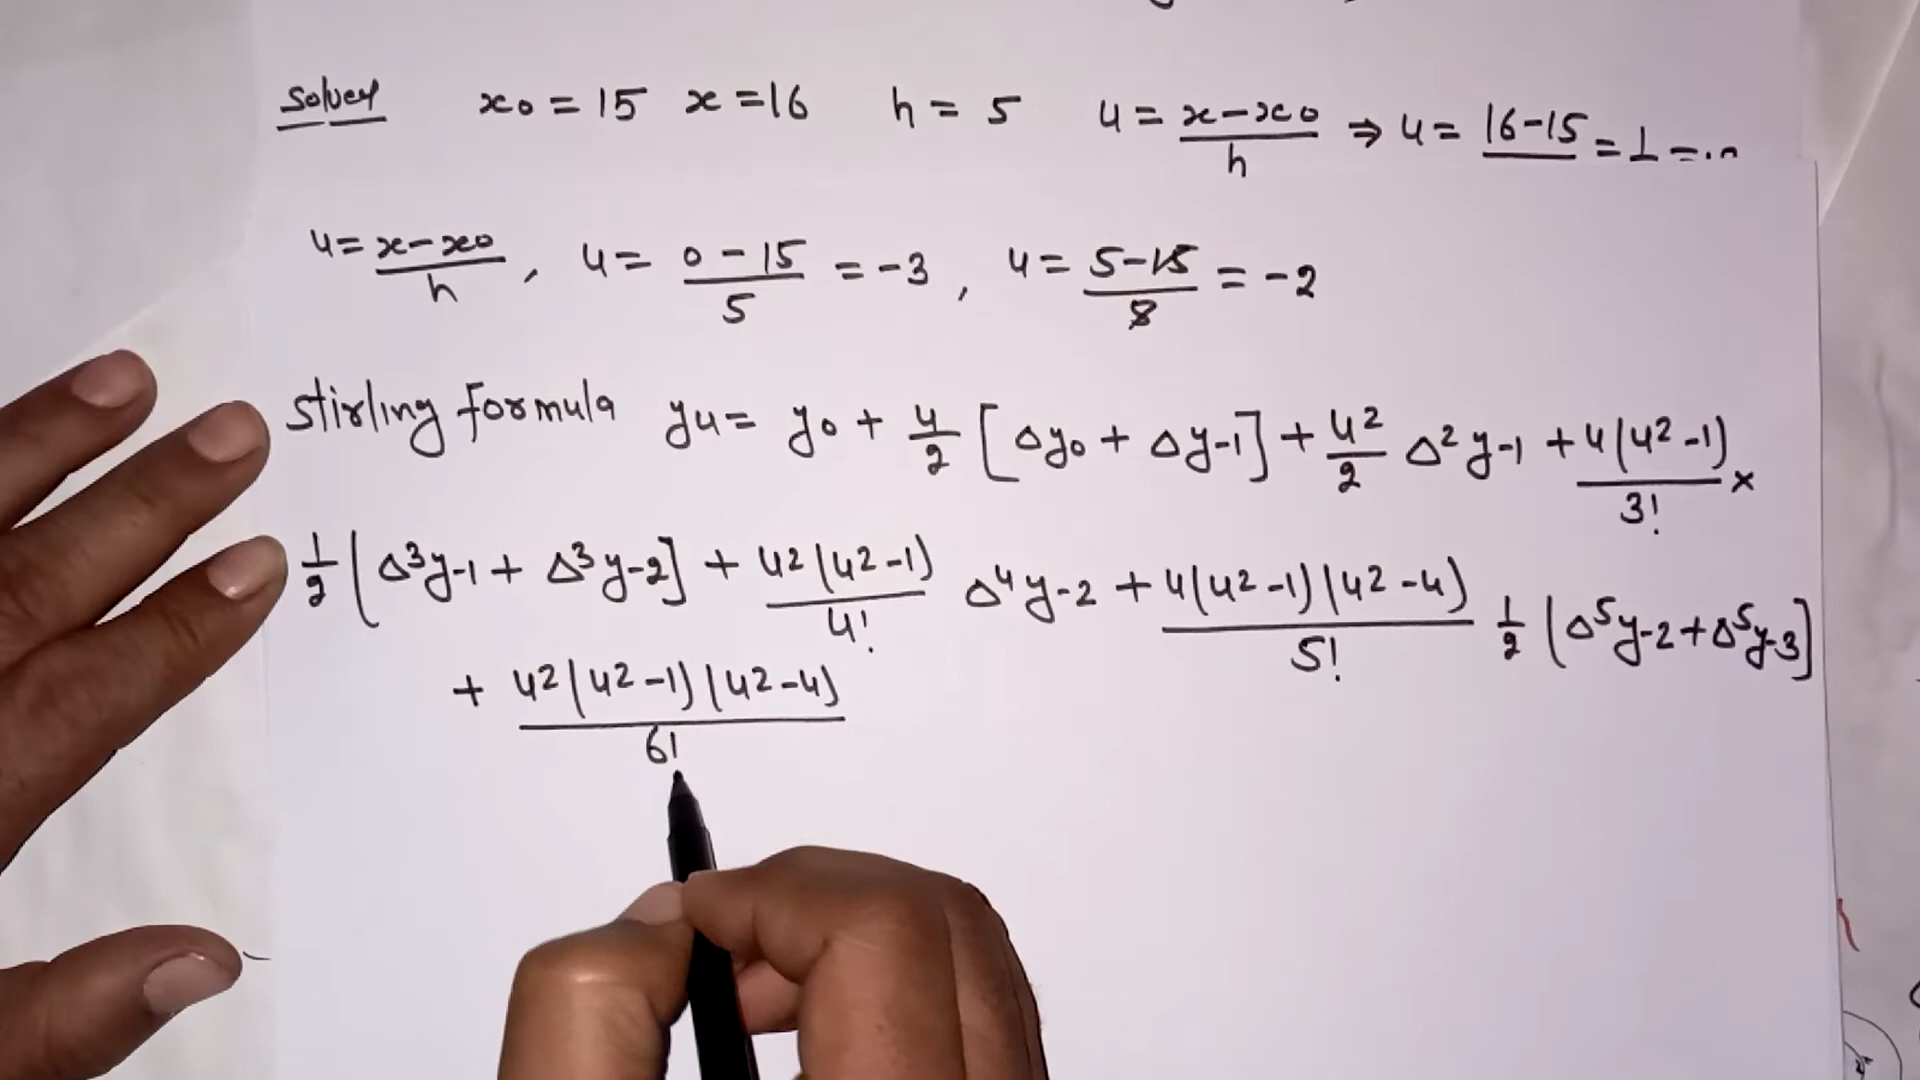 Solve x0 = 15 x = 16 h = 5 u = x-x0/h ⇒ u = 16-15 = 1 =
u = x-x0/h , u = 0-15/5 = -3 , u = 5-15/5 = -2
Stirling formula yu = y0 + u/2 [Δy0 + Δy-1] + u²/2 Δ²y-1 + u(u²-1)/3! ×
1/2 (Δ³y-1 + Δ³y-2] + u²(u²-1)/4! Δ⁴y-2 + u(u²-1)(u²-4)/5! 1/2 (Δ⁵y-2 + Δ⁵y-3]
+ u²(u²-1)(u²-4)/6!